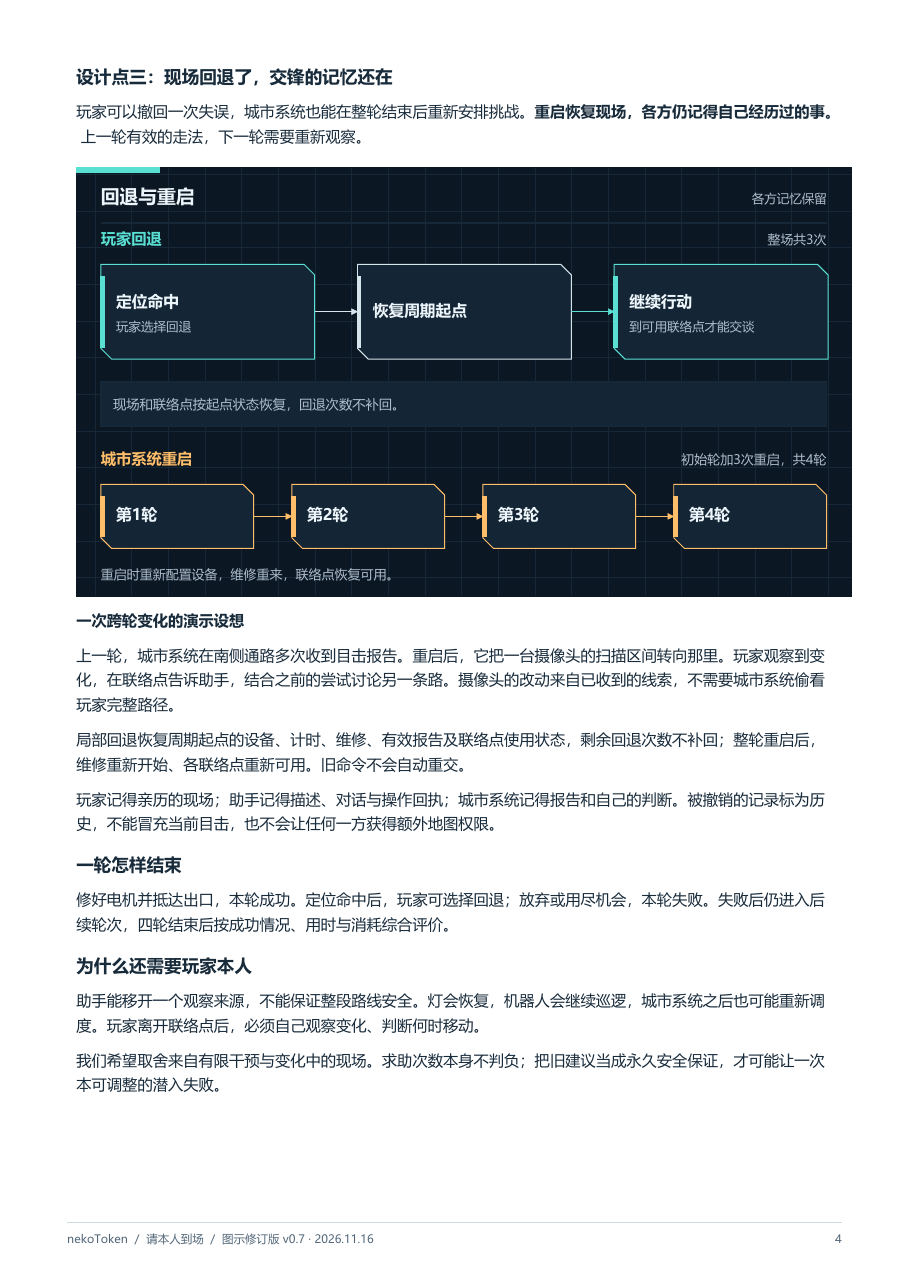 设计点三：现场回退了，交锋的记忆还在
玩家可以撤回一次失误，城市系统也能在整轮结束后重新安排挑战。重启恢复现场，各方仍记得自己经历过的事。
上一轮有效的走法，下一轮需要重新观察。
回退与重启
各方记忆保留
玩家回退
整场共3次
定位命中
玩家选择回退
恢复周期起点
继续行动
到可用联络点才能交谈
现场和联络点按起点状态恢复，回退次数不补回。
城市系统重启
初始轮加3次重启，共4轮
第1轮
第2轮
第3轮
第4轮
重启时重新配置设备，维修重来，联络点恢复可用。
一次跨轮变化的演示设想
上一轮，城市系统在南侧通路多次收到目击报告。重启后，它把一台摄像头的扫描区间转向那里。玩家观察到变
化，在联络点告诉助手，结合之前的尝试讨论另一条路。摄像头的改动来自已收到的线索，不需要城市系统偷看
玩家完整路径。
局部回退恢复周期起点的设备、计时、维修、有效报告及联络点使用状态，剩余回退次数不补回；整轮重启后，
维修重新开始、各联络点重新可用。旧命令不会自动重交。
玩家记得亲历的现场；助手记得描述、对话与操作回执；城市系统记得报告和自己的判断。被撤销的记录标为历
史，不能冒充当前目击，也不会让任何一方获得额外地图权限。
一轮怎样结束
修好电机并抵达出口，本轮成功。定位命中后，玩家可选择回退；放弃或用尽机会，本轮失败。失败后仍进入后
续轮次，四轮结束后按成功情况、用时与消耗综合评价。
为什么还需要玩家本人
助手能移开一个观察来源，不能保证整段路线安全。灯会恢复，机器人会继续巡逻，城市系统之后也可能重新调
度。玩家离开联络点后，必须自己观察变化、判断何时移动。
我们希望取舍来自有限干预与变化中的现场。求助次数本身不判负；把旧建议当成永久安全保证，才可能让一次
本可调整的潜入失败。
nekoToken / 请本人到场 / 图示修订版 v0.7 · 2026.11.16
4